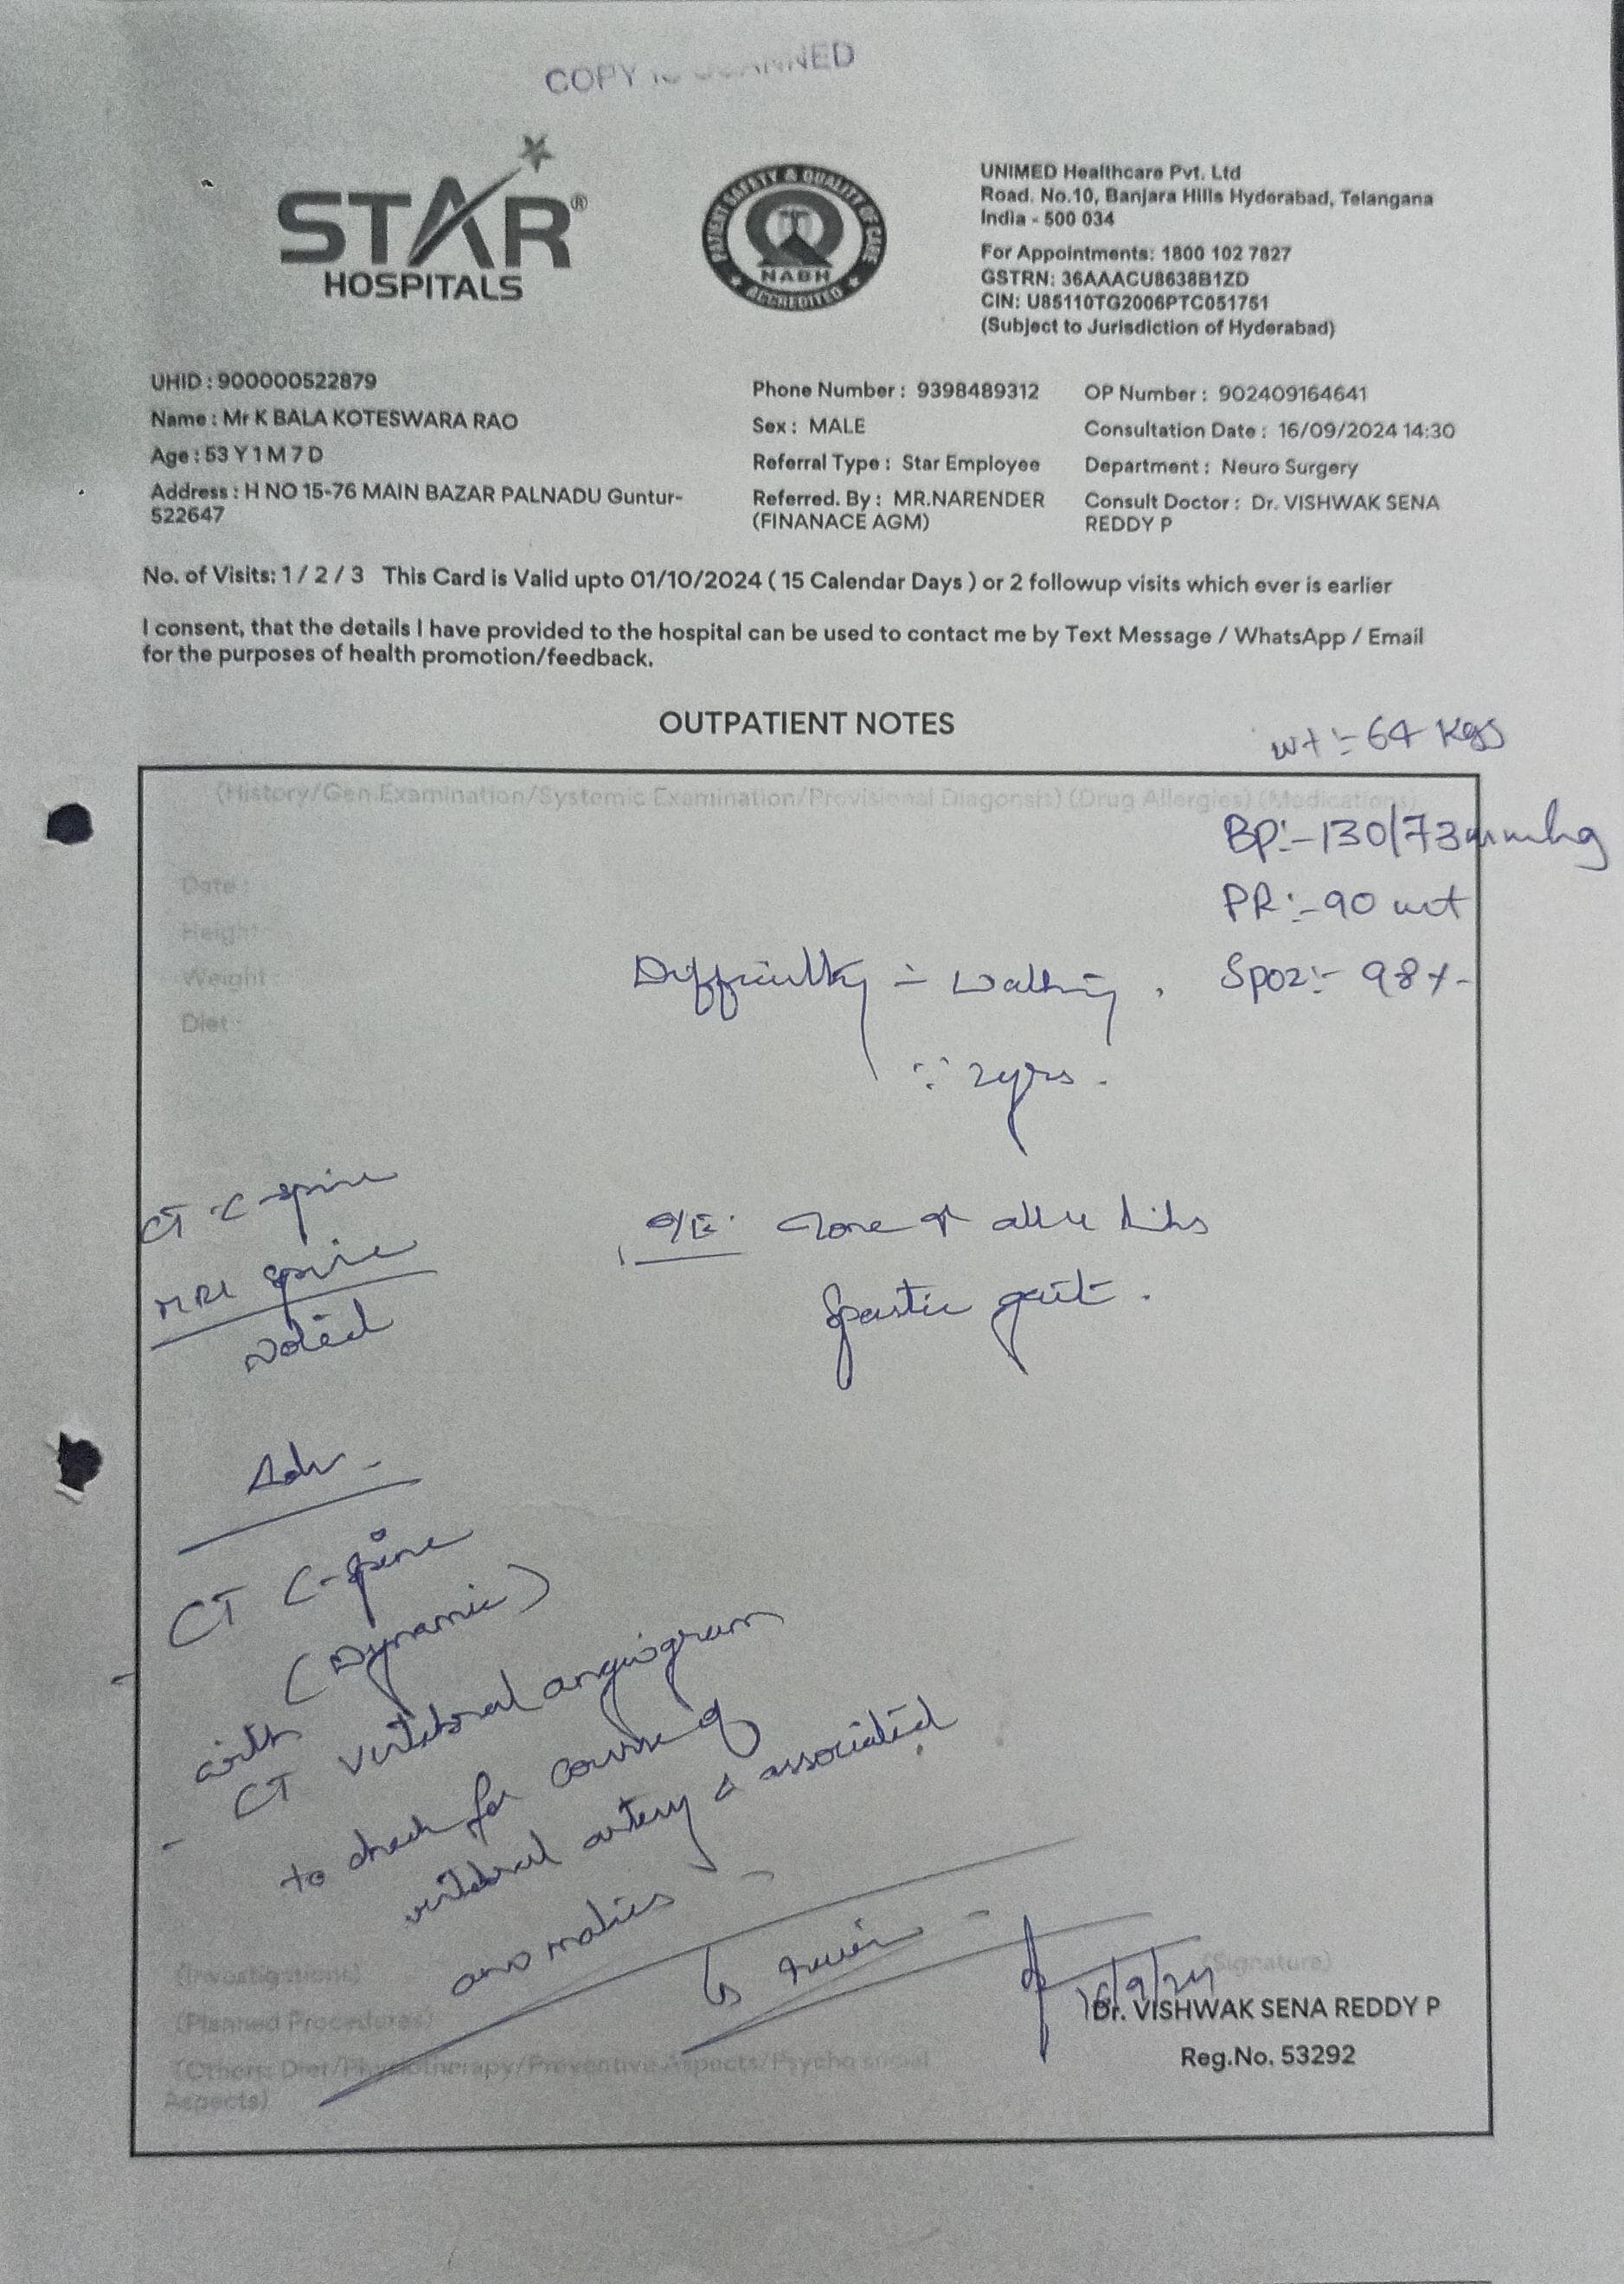 COPY IS SCANNED
STAR®
HOSPITALS
PATIENT SAFETY & QUALITY OF CARE
NABH
ACCREDITED
UNIMED Healthcare Pvt. Ltd
Road. No.10, Banjara Hills Hyderabad, Telangana
India - 500 034
For Appointments: 1800 102 7827
GSTRN: 36AAACU8638B1ZD
CIN: U85110TG2006PTC051751
(Subject to Jurisdiction of Hyderabad)
UHID : 900000522879
Name : Mr K BALA KOTESWARA RAO
Age : 53 Y 1 M 7 D
Address : H NO 15-76 MAIN BAZAR PALNADU Guntur-
522647
Phone Number : 9398489312
Sex : MALE
Referral Type : Star Employee
Referred. By : MR.NARENDER
(FINANACE AGM)
OP Number : 902409164641
Consultation Date : 16/09/2024 14:30
Department : Neuro Surgery
Consult Doctor : Dr. VISHWAK SENA
REDDY P
No. of Visits: 1 / 2 / 3 This Card is Valid upto 01/10/2024 ( 15 Calendar Days ) or 2 followup visits which ever is earlier
I consent, that the details I have provided to the hospital can be used to contact me by Text Message / WhatsApp / Email
for the purposes of health promotion/feedback.
OUTPATIENT NOTES
wt :- 64 kgs
(History/Gen.Examination/Systemic Examination/Provisional Diagonsis) (Drug Allergies) (Medications)
BP:- 130/73 mmhg
Date :
PR:- 90
Height
Weight :
Difficulty - walking.
Spo2:- 98%
Diet :
2yrs.
CT C-spine
MRI spine
noted
O/E: Tone ↑ all 4 limbs
Spastic gait.
Adv -
- CT C-spine
(Dynamic)
with
- CT vertebral angiogram
to check for course of
vertebral artery & associated
anomalies
review
16/9/24
(Signature)
(Investigations)
(Planned Procedures)
Dr. VISHWAK SENA REDDY P
Reg.No. 53292
(Others: Diet/Physiotherapy/Preventive Aspects/Psycho social
Aspects)